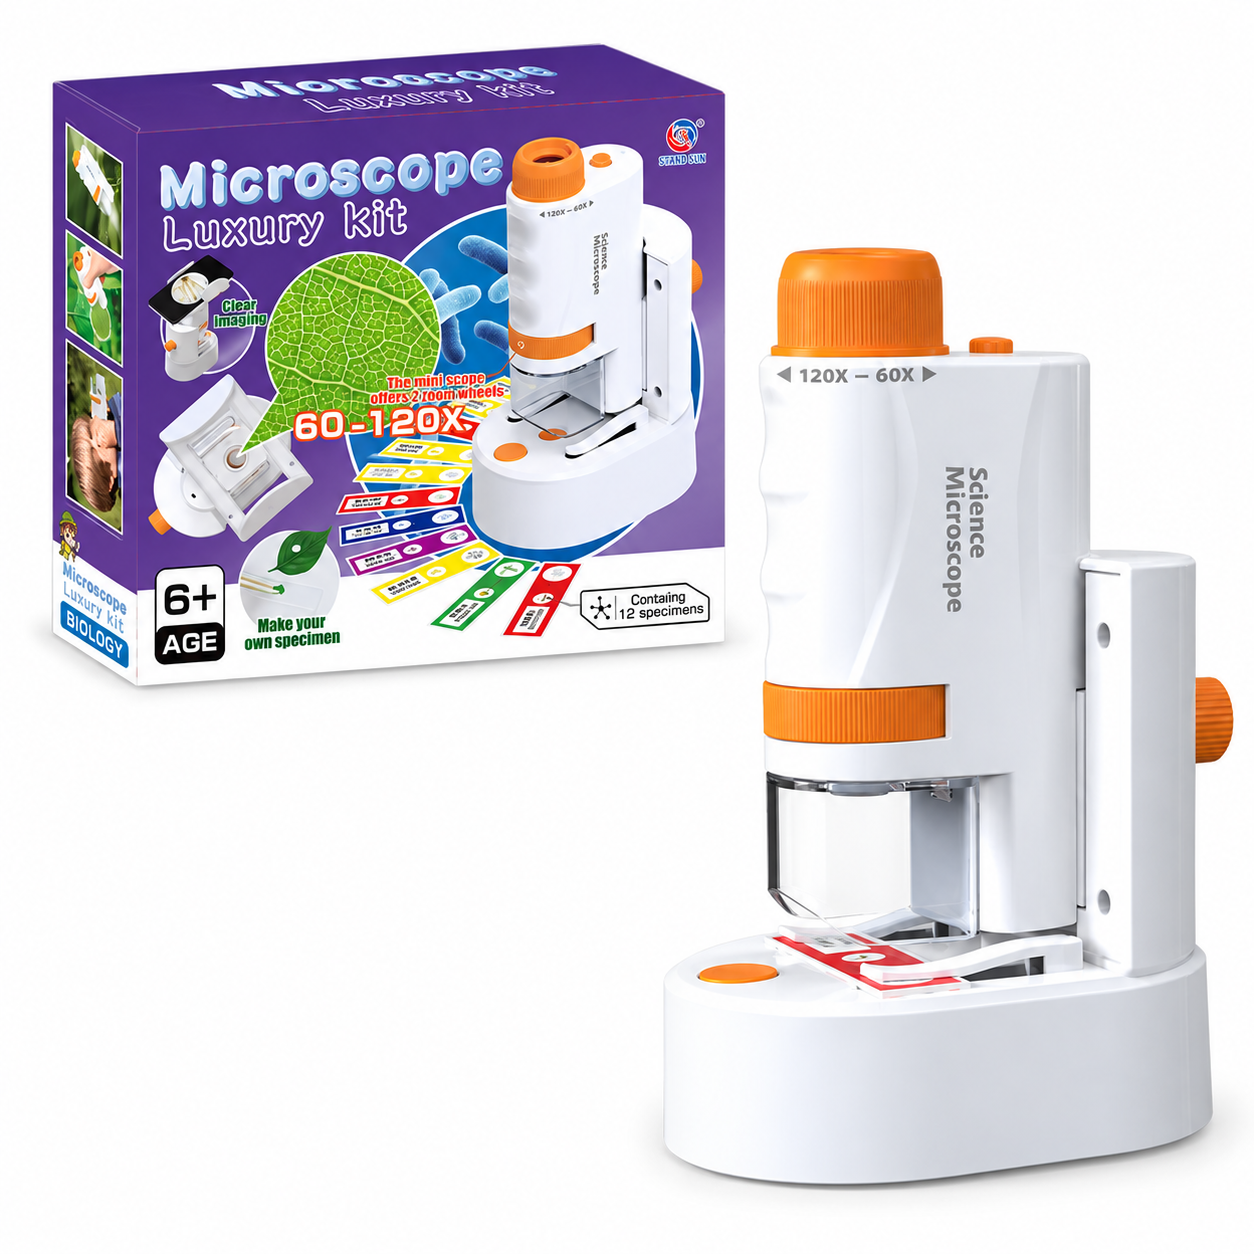 Microscope
Luxury kit
STAND SUN
®
Microscope
Luxury kit
120X – 60X
Science
Microscope
Clear
Imaging
The mini scope
offers 2 zoom wheels
60-120X
6+
AGE
Make your
own specimen
Containing
12 specimens
Microscope
Luxury kit
BIOLOGY
120X – 60X
Science
Microscope